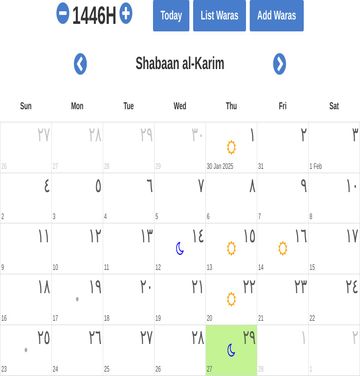 1446H
Today
List Waras
Add Waras
Shabaan al-Karim
Sun Mon Tue Wed Thu Fri Sat
٢٧ ٢٨ ٢٩ ٣٠ ١ ٢ ٣
26 27 28 29 30 Jan 2025 31 1 Feb
٤ ٥ ٦ ٧ ٨ ٩ ١٠
2 3 4 5 6 7 8
١١ ١٢ ١٣ ١٤ ١٥ ١٦ ١٧
9 10 11 12 13 14 15
١٨ ١٩ ٢٠ ٢١ ٢٢ ٢٣ ٢٤
16 17 18 19 20 21 22
٢٥ ٢٦ ٢٧ ٢٨ ٢٩ ١ ٢
23 24 25 26 27 28 1